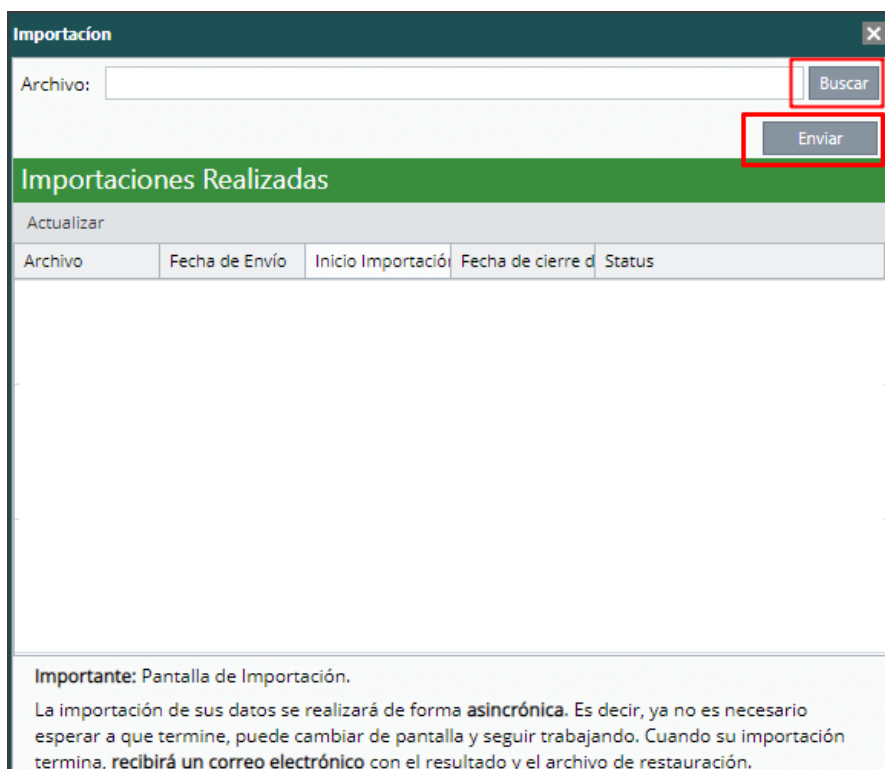 Importacíon
Archivo: Buscar
Enviar
Importaciones Realizadas
Actualizar
Archivo Fecha de Envío Inicio Importación Fecha de cierre d Status
Importante: Pantalla de Importación.
La importación de sus datos se realizará de forma asincrónica. Es decir, ya no es necesario
esperar a que termine, puede cambiar de pantalla y seguir trabajando. Cuando su importación
termina, recibirá un correo electrónico con el resultado y el archivo de restauración.